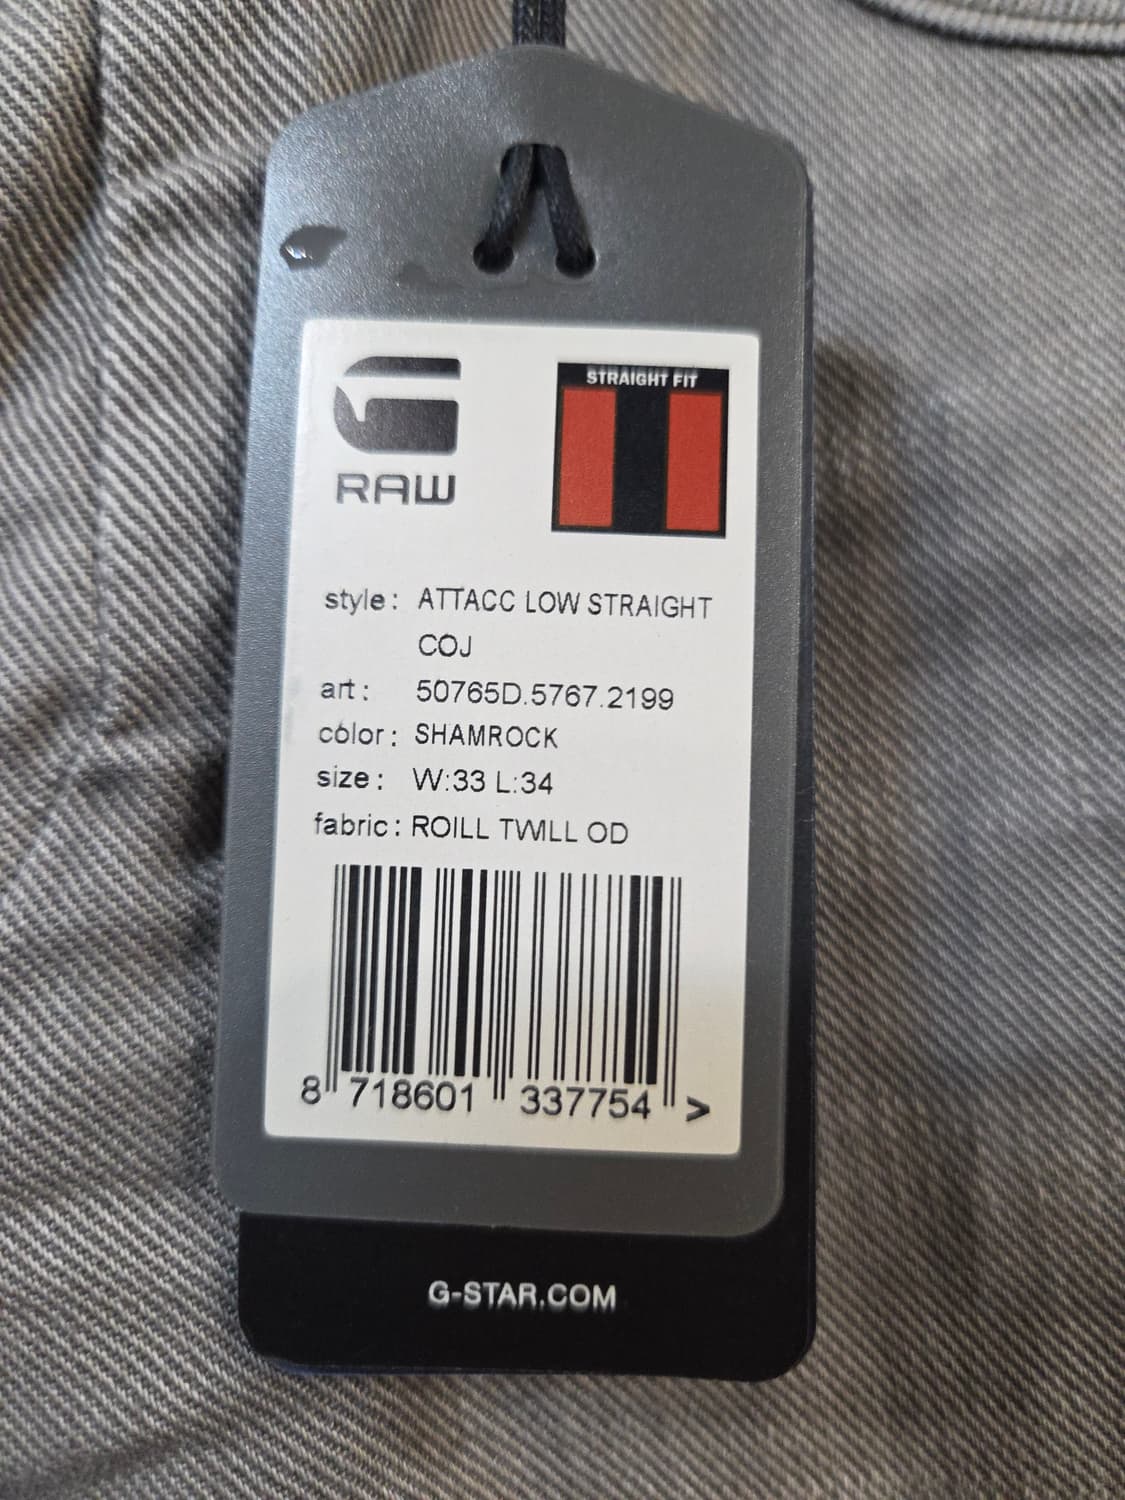 STRAIGHT FIT
RAW
style: ATTACC LOW STRAIGHT
COJ
art: 50765D.5767.2199
color: SHAMROCK
size: W:33 L:34
fabric: ROILL TWILL OD
8 718601 337754 >
G-STAR.COM